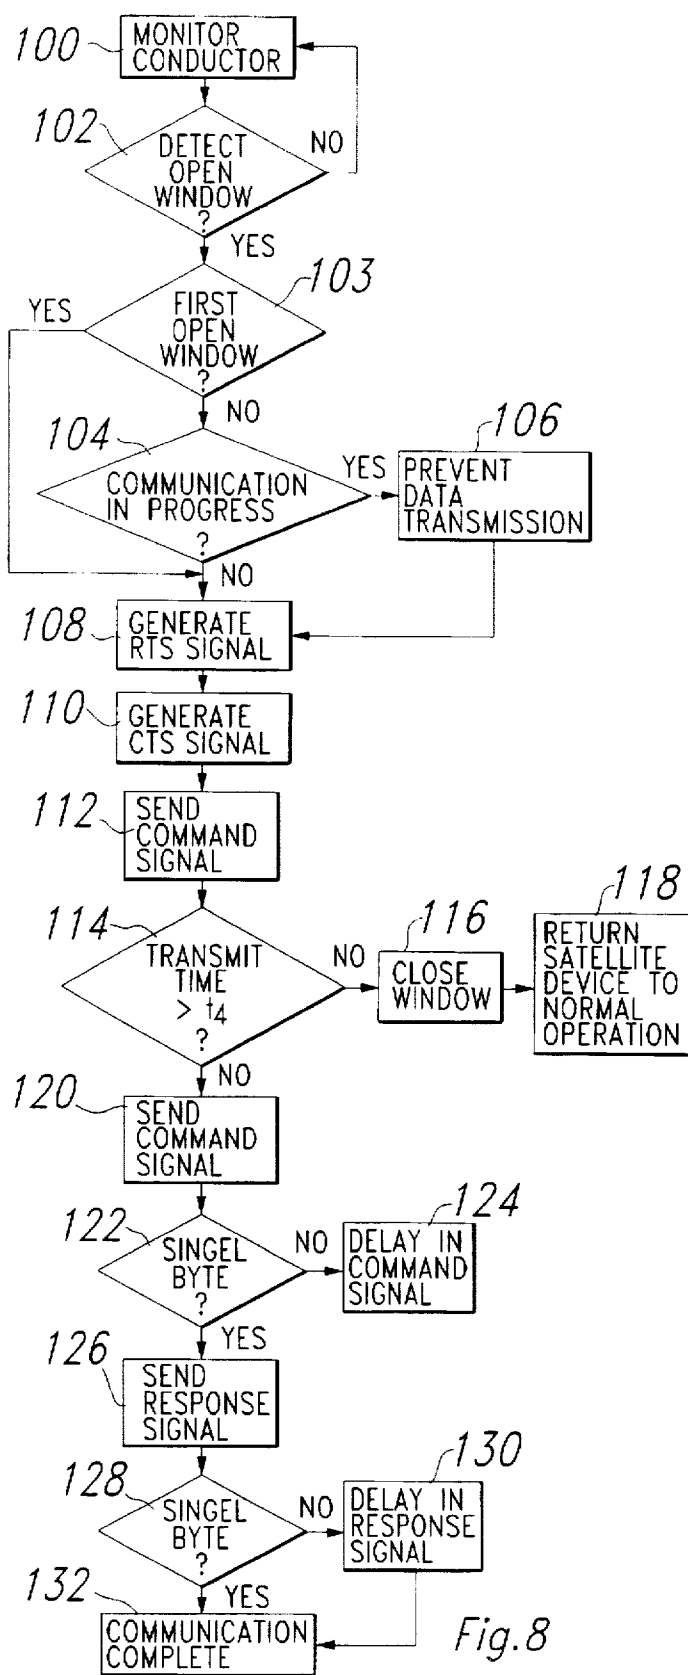 100
MONITOR
CONDUCTOR
102
DETECT
OPEN
WINDOW
?
NO
YES
103
YES
FIRST
OPEN
WINDOW
?
NO
104
COMMUNICATION
IN PROGRESS
?
YES
106
PREVENT
DATA
TRANSMISSION
NO
108
GENERATE
RTS SIGNAL
110
GENERATE
CTS SIGNAL
112
SEND
COMMAND
SIGNAL
114
TRANSMIT
TIME
> t4
?
NO
116
CLOSE
WINDOW
118
RETURN
SATELLITE
DEVICE TO
NORMAL
OPERATION
NO
120
SEND
COMMAND
SIGNAL
122
SINGEL
BYTE
?
NO
124
DELAY IN
COMMAND
SIGNAL
YES
126
SEND
RESPONSE
SIGNAL
128
SINGEL
BYTE
?
NO
130
DELAY IN
RESPONSE
SIGNAL
YES
132
COMMUNICATION
COMPLETE
Fig.8